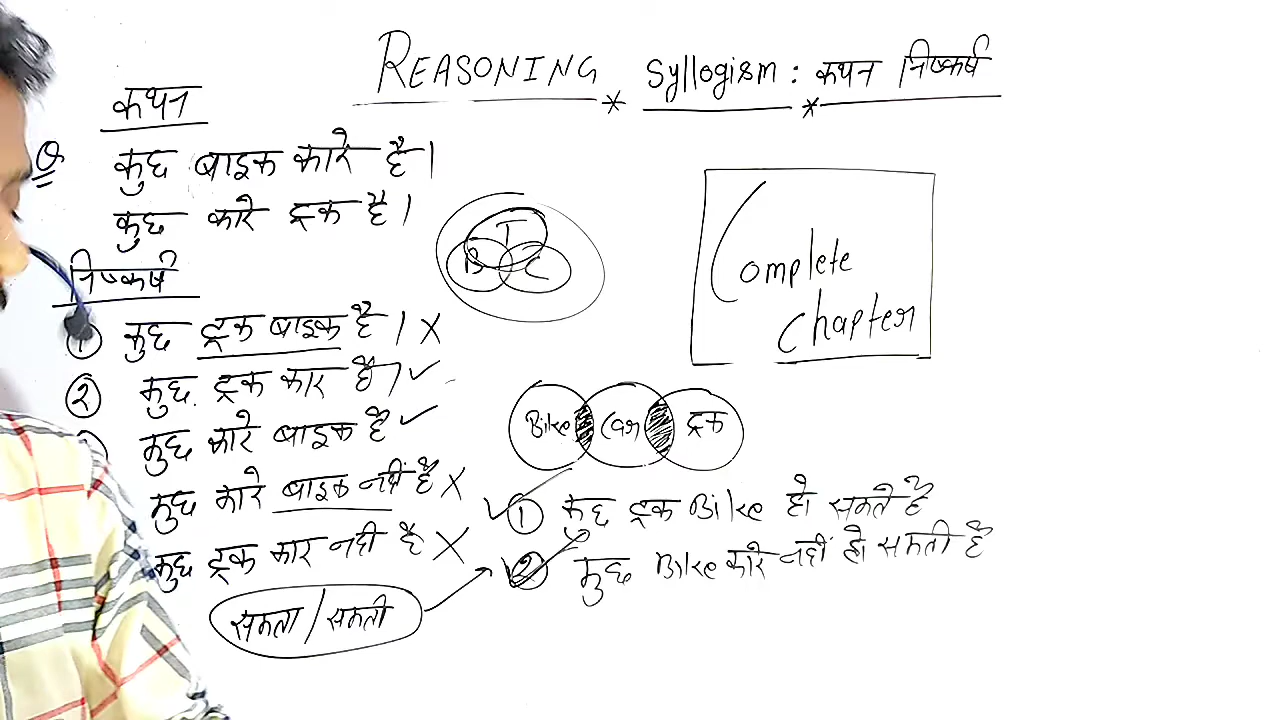 REASONING * Syllogism : * कथन निष्कर्ष
कथन
Q कुछ बाइक कारे है।
कुछ कारे ट्रक है।
निष्कर्ष
① कुछ ट्रक बाइक है। X
② कुछ ट्रक कार है। ✓
कुछ कारे बाइक है ✓
कुछ कारे बाइक नहीं है X
कुछ ट्रक कार नहीं है X
सकता / सकती
T
B C
Complete
chapter
Bike Car ट्रक
✓ ① कुछ ट्रक Bike हो सकते है
✓ ② कुछ Bike कारे नहीं हो सकती है